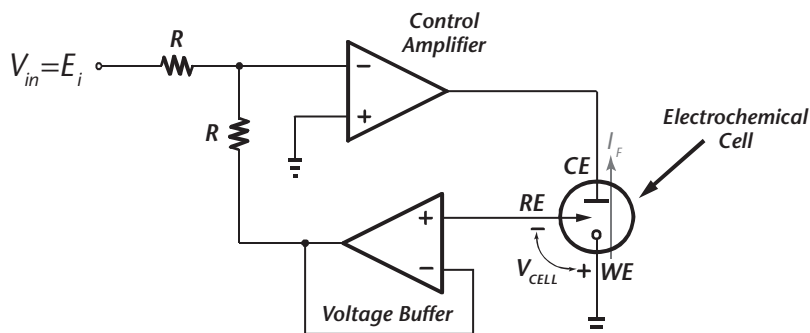 Control
Amplifier
R
V_in=E_i
−
+
R
Electrochemical
Cell
I_F
CE
RE
+
−
V_CELL
−
+
WE
Voltage Buffer